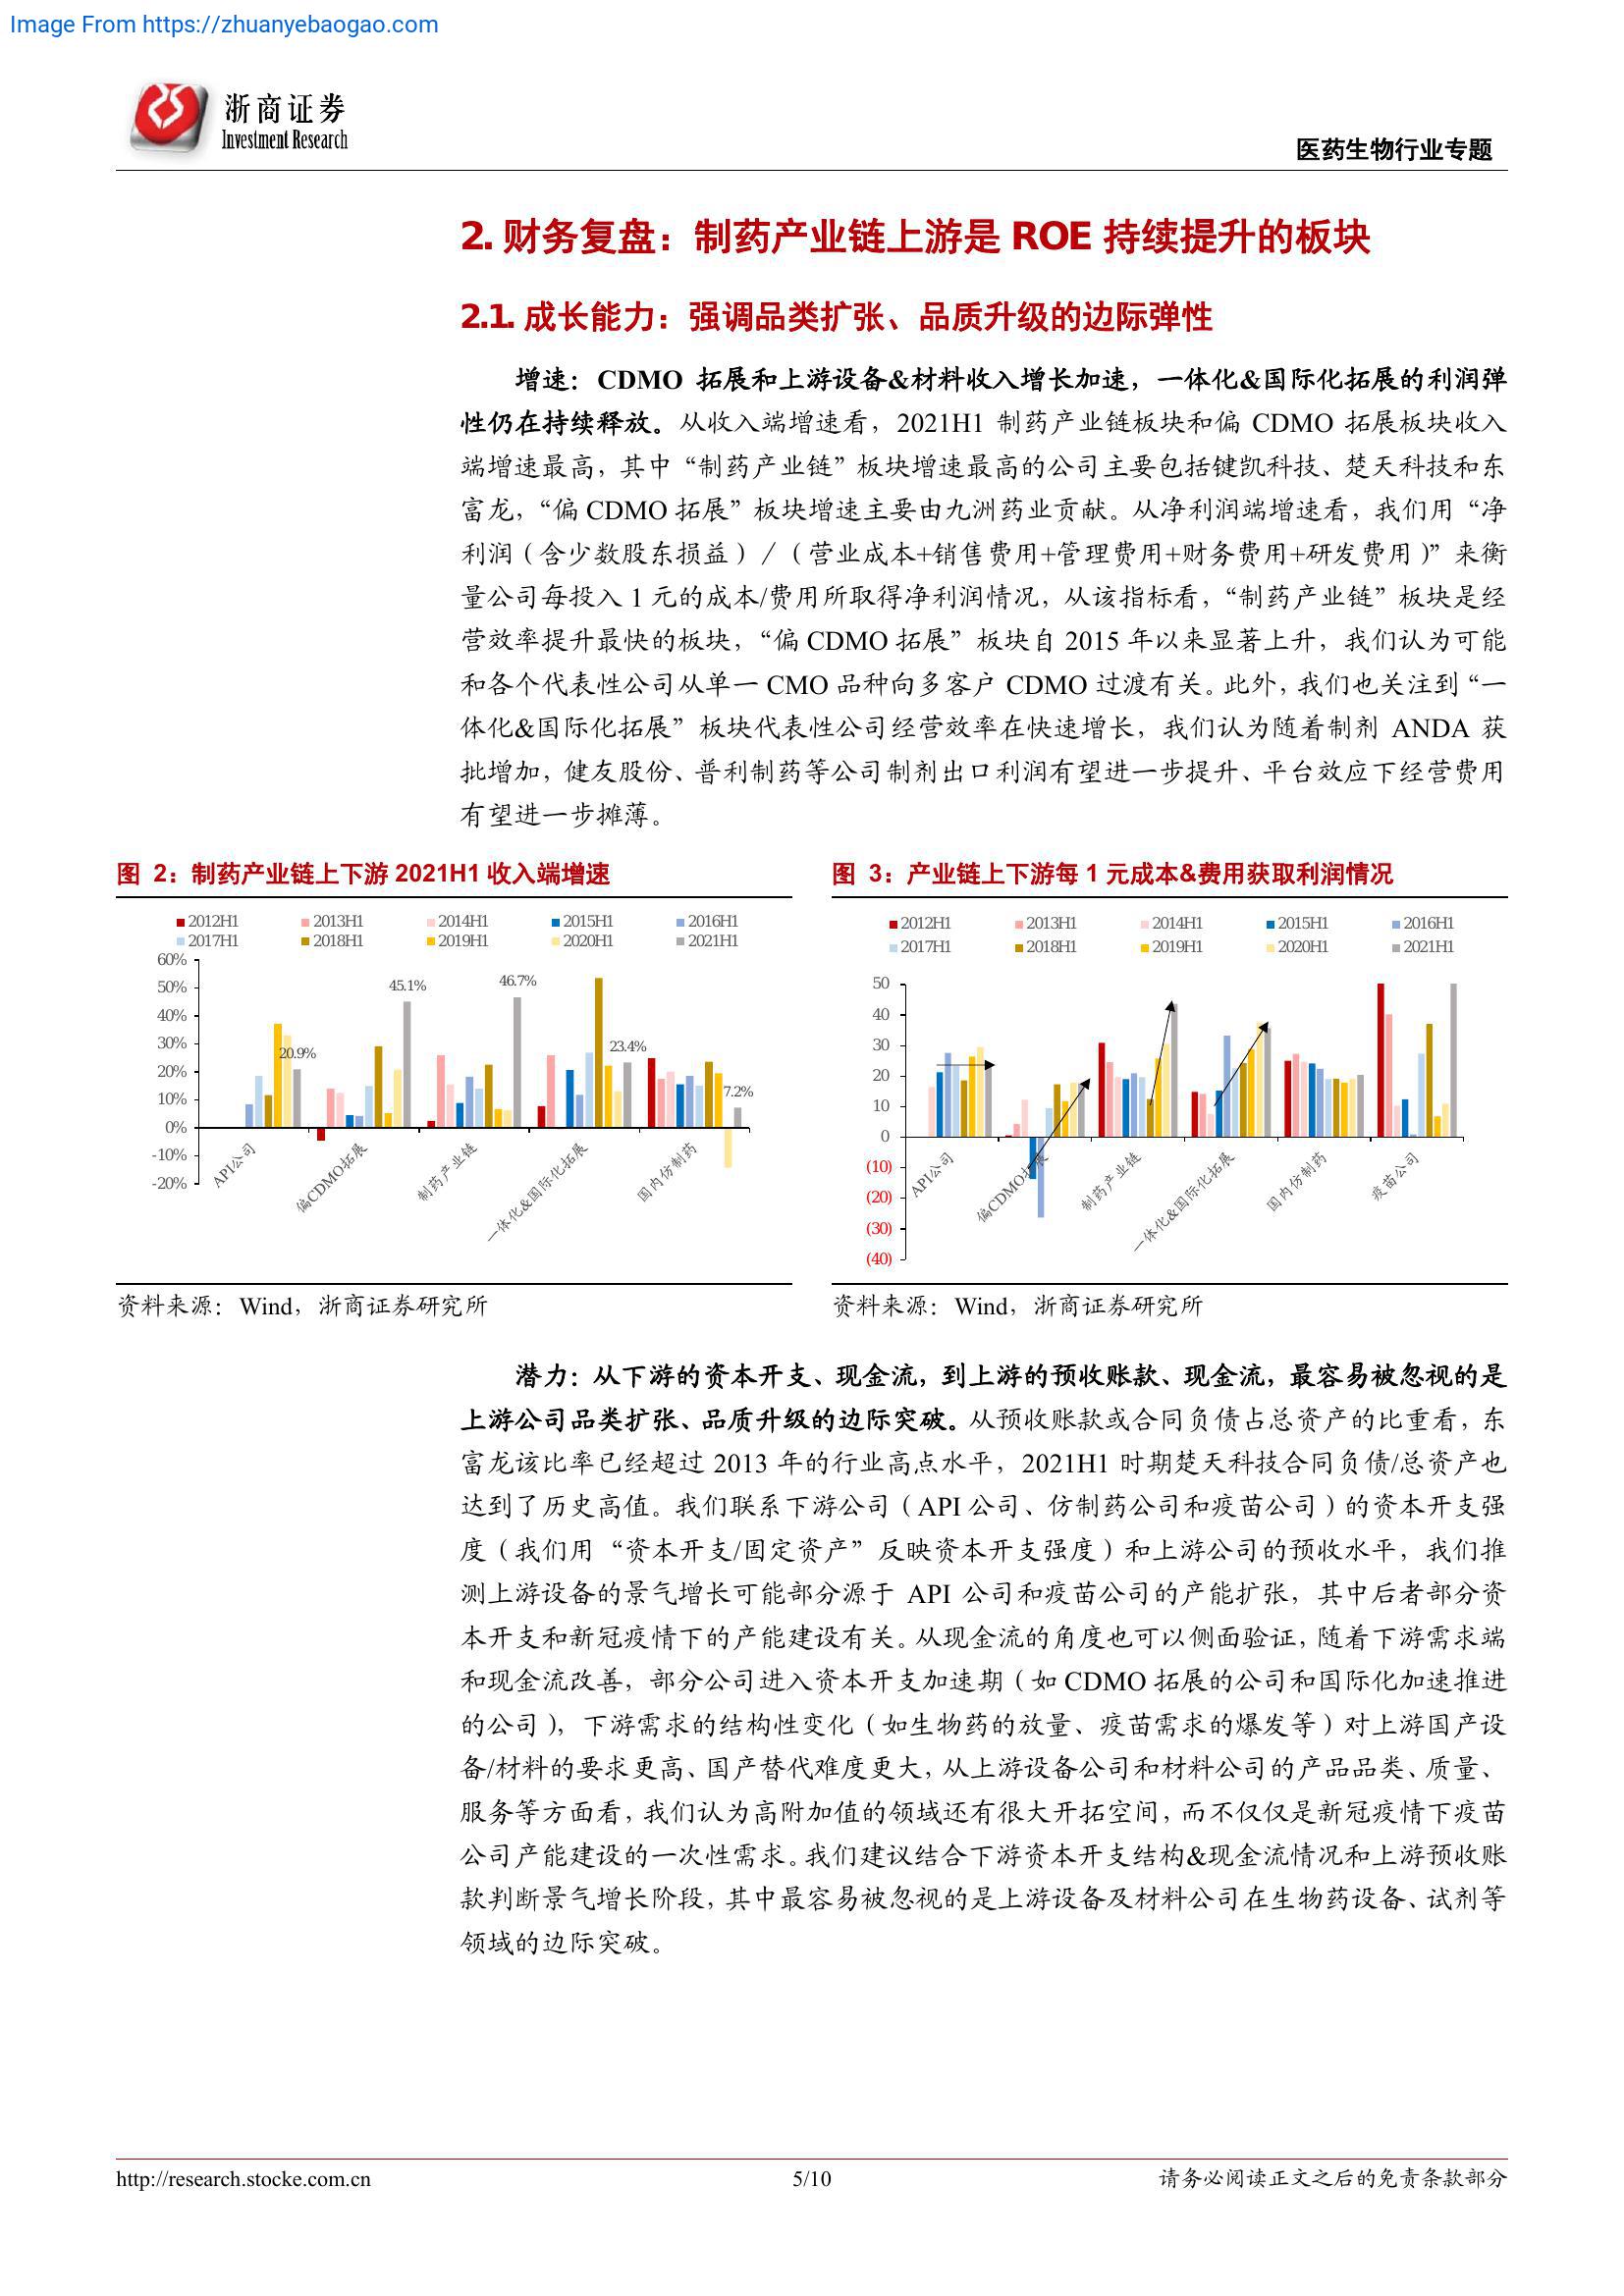 Image From https://zhuanyebaogao.com
浙商证券
Investment Research
医药生物行业专题
2. 财务复盘：制药产业链上游是 ROE 持续提升的板块
2.1. 成长能力：强调品类扩张、品质升级的边际弹性
增速：CDMO 拓展和上游设备&材料收入增长加速，一体化&国际化拓展的利润弹
性仍在持续释放。从收入端增速看，2021H1 制药产业链板块和偏 CDMO 拓展板块收入
端增速最高，其中“制药产业链”板块增速最高的公司主要包括键凯科技、楚天科技和东
富龙，“偏 CDMO 拓展”板块增速主要由九洲药业贡献。从净利润端增速看，我们用“净
利润（含少数股东损益）/（营业成本+销售费用+管理费用+财务费用+研发费用）”来衡
量公司每投入 1 元的成本/费用所取得净利润情况，从该指标看，“制药产业链”板块是经
营效率提升最快的板块，“偏 CDMO 拓展”板块自 2015 年以来显著上升，我们认为可能
和各个代表性公司从单一 CMO 品种向多客户 CDMO 过渡有关。此外，我们也关注到“一
体化&国际化拓展”板块代表性公司经营效率在快速增长，我们认为随着制剂 ANDA 获
批增加，健友股份、普利制药等公司制剂出口利润有望进一步提升、平台效应下经营费用
有望进一步摊薄。
图 2：制药产业链上下游 2021H1 收入端增速
2012H1 2013H1 2014H1 2015H1 2016H1
2017H1 2018H1 2019H1 2020H1 2021H1
60%
50%
40%
30%
20%
10%
0%
-10%
-20%
20.9%
45.1%
46.7%
23.4%
7.2%
API公司
偏CDMO拓展
制药产业链
一体化&国际化拓展
国内仿制药
资料来源：Wind，浙商证券研究所
图 3：产业链上下游每 1 元成本&费用获取利润情况
2012H1 2013H1 2014H1 2015H1 2016H1
2017H1 2018H1 2019H1 2020H1 2021H1
50
40
30
20
10
0
(10)
(20)
(30)
(40)
API公司
偏CDMO拓展
制药产业链
一体化&国际化拓展
国内仿制药
疫苗公司
资料来源：Wind，浙商证券研究所
潜力：从下游的资本开支、现金流，到上游的预收账款、现金流，最容易被忽视的是
上游公司品类扩张、品质升级的边际突破。从预收账款或合同负债占总资产的比重看，东
富龙该比率已经超过 2013 年的行业高点水平，2021H1 时期楚天科技合同负债/总资产也
达到了历史高值。我们联系下游公司（API 公司、仿制药公司和疫苗公司）的资本开支强
度（我们用“资本开支/固定资产”反映资本开支强度）和上游公司的预收水平，我们推
测上游设备的景气增长可能部分源于 API 公司和疫苗公司的产能扩张，其中后者部分资
本开支和新冠疫情下的产能建设有关。从现金流的角度也可以侧面验证，随着下游需求端
和现金流改善，部分公司进入资本开支加速期（如 CDMO 拓展的公司和国际化加速推进
的公司），下游需求的结构性变化（如生物药的放量、疫苗需求的爆发等）对上游国产设
备/材料的要求更高、国产替代难度更大，从上游设备公司和材料公司的产品品类、质量、
服务等方面看，我们认为高附加值的领域还有很大开拓空间，而不仅仅是新冠疫情下疫苗
公司产能建设的一次性需求。我们建议结合下游资本开支结构&现金流情况和上游预收账
款判断景气增长阶段，其中最容易被忽视的是上游设备及材料公司在生物药设备、试剂等
领域的边际突破。
http://research.stocke.com.cn
5/10
请务必阅读正文之后的免责条款部分